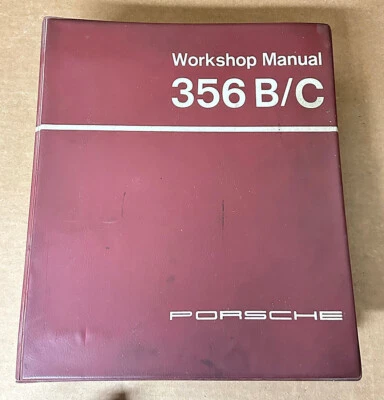 Workshop Manual
356 B/C
PORSCHE